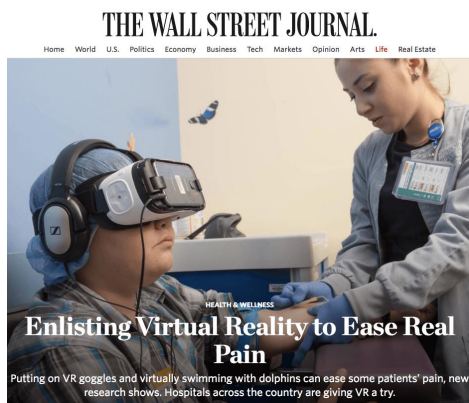 THE WALL STREET JOURNAL.
Home World U.S. Politics Economy Business Tech Markets Opinion Arts Life Real Estate
HEALTH & WELLNESS
Enlisting Virtual Reality to Ease Real
Pain
Putting on VR goggles and virtually swimming with dolphins can ease some patients' pain, new
research shows. Hospitals across the country are giving VR a try.